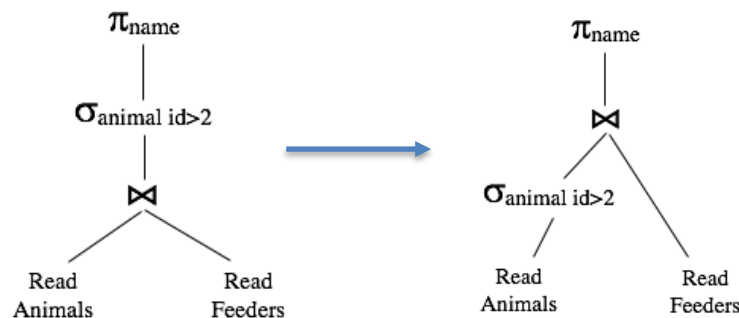 πname
σanimal id>2
⋈
Read
Animals
Read
Feeders
πname
⋈
σanimal id>2
Read
Animals
Read
Feeders